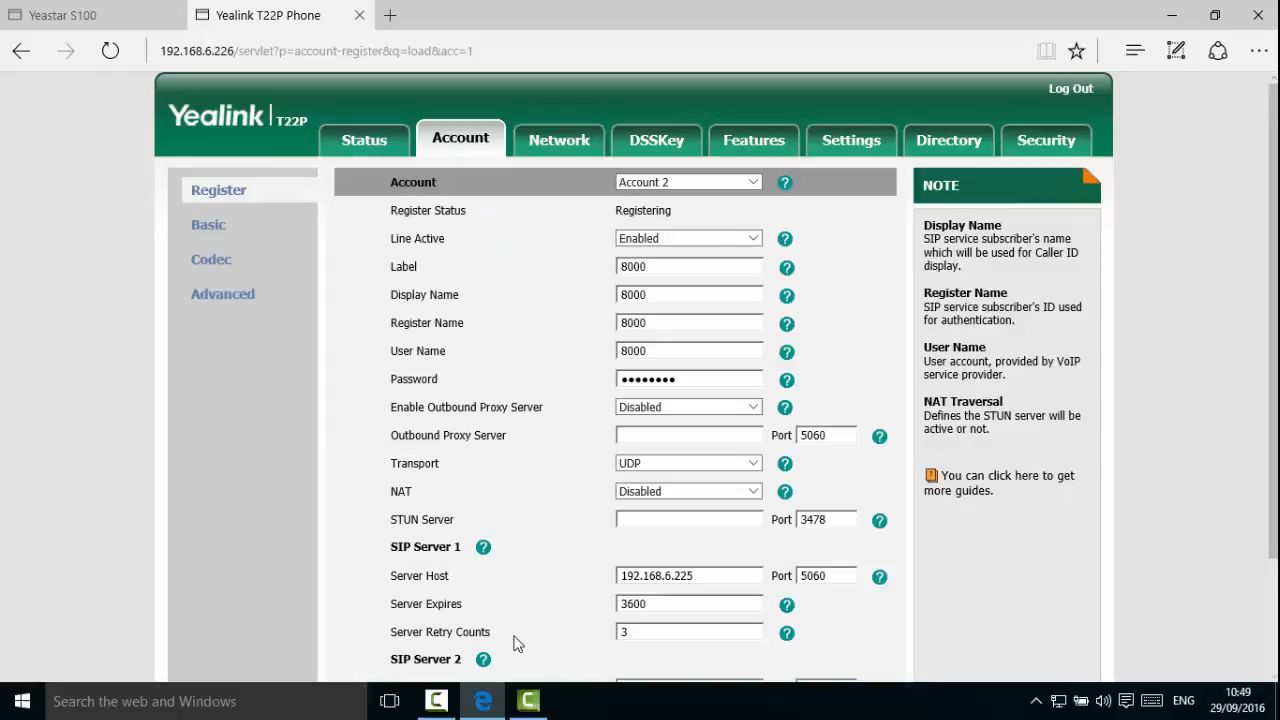 Yeastar S100
Yealink T22P Phone
192.168.6.226/servlet?p=account-register&q=load&acc=1
Log Out
Yealink | T22P
Status
Account
Network
DSSKey
Features
Settings
Directory
Security
Register
Basic
Codec
Advanced
Account Account 2
Register Status Registering
Line Active Enabled
Label 8000
Display Name 8000
Register Name 8000
User Name 8000
Password ••••••••
Enable Outbound Proxy Server Disabled
Outbound Proxy Server Port 5060
Transport UDP
NAT Disabled
STUN Server Port 3478
SIP Server 1
Server Host 192.168.6.225 Port 5060
Server Expires 3600
Server Retry Counts 3
SIP Server 2
NOTE
Display Name
SIP service subscriber's name
which will be used for Caller ID
display.
Register Name
SIP service subscriber's ID used
for authentication.
User Name
User account, provided by VoIP
service provider.
NAT Traversal
Defines the STUN server will be
active or not.
You can click here to get
more guides.
Search the web and Windows
ENG
10:49
29/09/2016